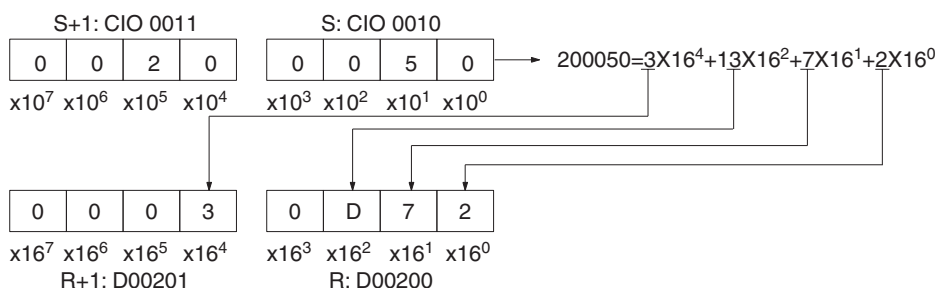 S+1: CIO 0011 S: CIO 0010
0 0 2 0 0 0 5 0 200050=3X16⁴+13X16²+7X16¹+2X16⁰
x10⁷ x10⁶ x10⁵ x10⁴ x10³ x10² x10¹ x10⁰
0 0 0 3 0 D 7 2
x16⁷ x16⁶ x16⁵ x16⁴ x16³ x16² x16¹ x16⁰
R+1: D00201 R: D00200